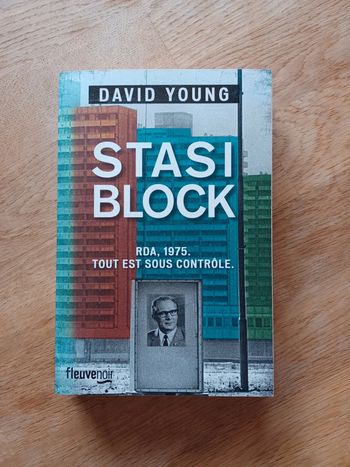 DAVID YOUNG
STASI
BLOCK
RDA, 1975.
TOUT EST SOUS CONTRÔLE.
fleuvenoir